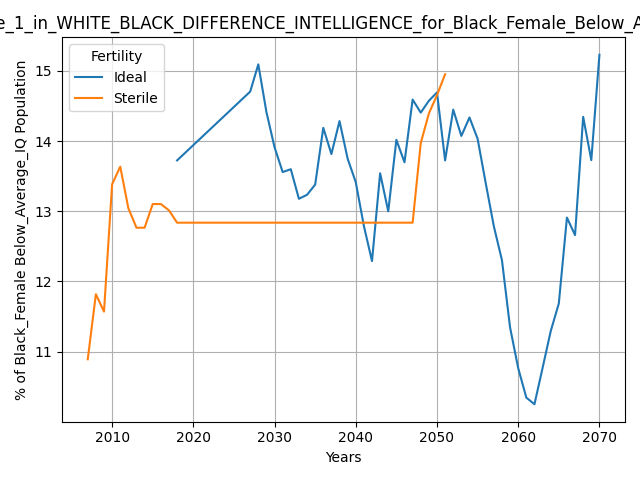 e_1_in_WHITE_BLACK_DIFFERENCE_INTELLIGENCE_for_Black_Female_Below_A
Fertility
Ideal
Sterile
% of Black_Female Below_Average_IQ Population
15
14
13
12
11
2010 2020 2030 2040 2050 2060 2070
Years